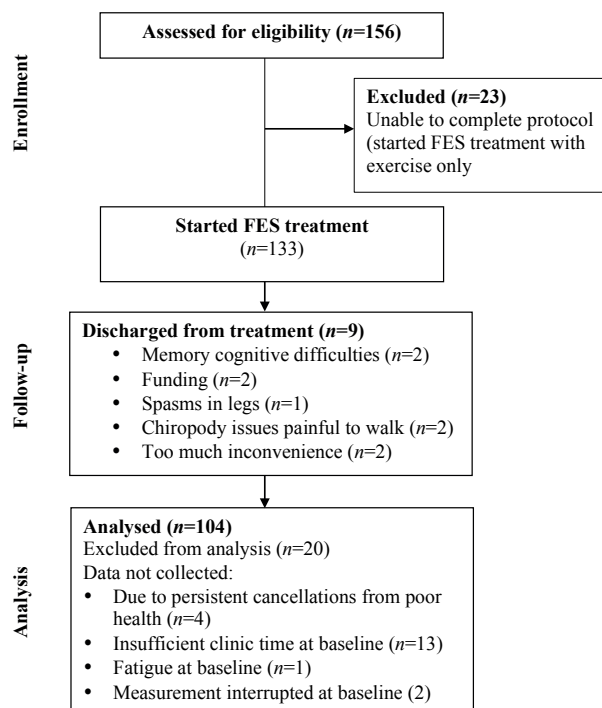 Assessed for eligibility (n=156)
Enrollment
Excluded (n=23)
Unable to complete protocol
(started FES treatment with
exercise only
Started FES treatment
(n=133)
Follow-up
Discharged from treatment (n=9)
• Memory cognitive difficulties (n=2)
• Funding (n=2)
• Spasms in legs (n=1)
• Chiropody issues painful to walk (n=2)
• Too much inconvenience (n=2)
Analysis
Analysed (n=104)
Excluded from analysis (n=20)
Data not collected:
• Due to persistent cancellations from poor
health (n=4)
• Insufficient clinic time at baseline (n=13)
• Fatigue at baseline (n=1)
• Measurement interrupted at baseline (2)